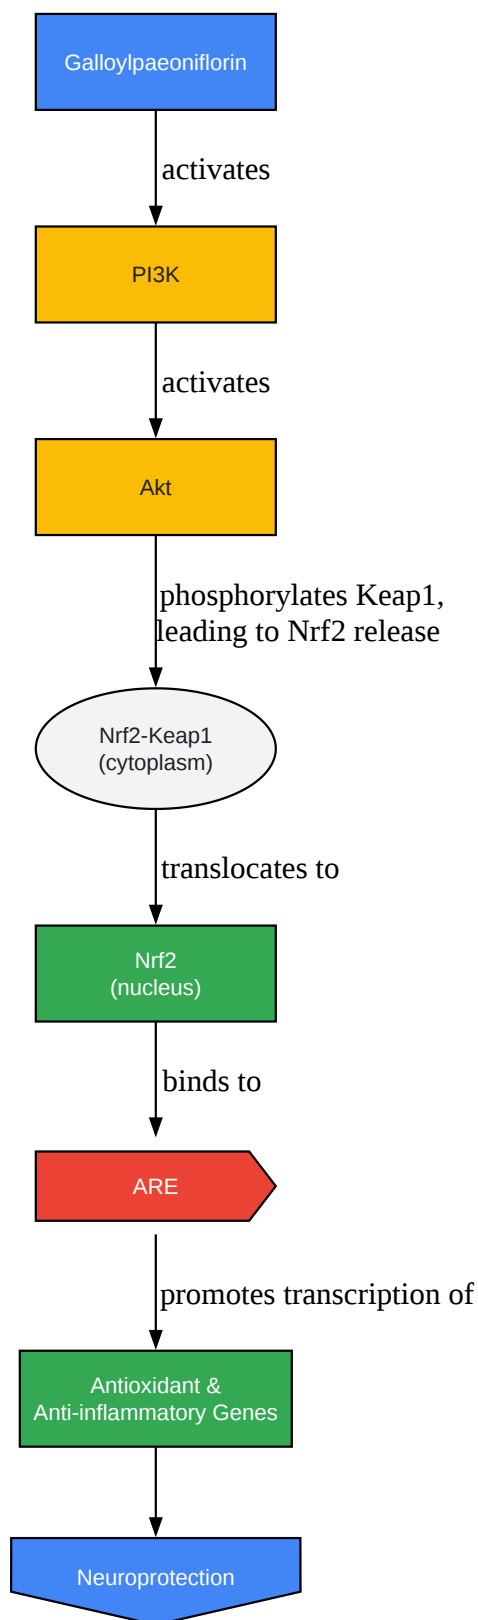 Galloylpaeoniflorin
activates
PI3K
activates
Akt
phosphorylates Keap1,
leading to Nrf2 release
Nrf2-Keap1
(cytoplasm)
translocates to
Nrf2
(nucleus)
binds to
ARE
promotes transcription of
Antioxidant &
Anti-inflammatory Genes
Neuroprotection